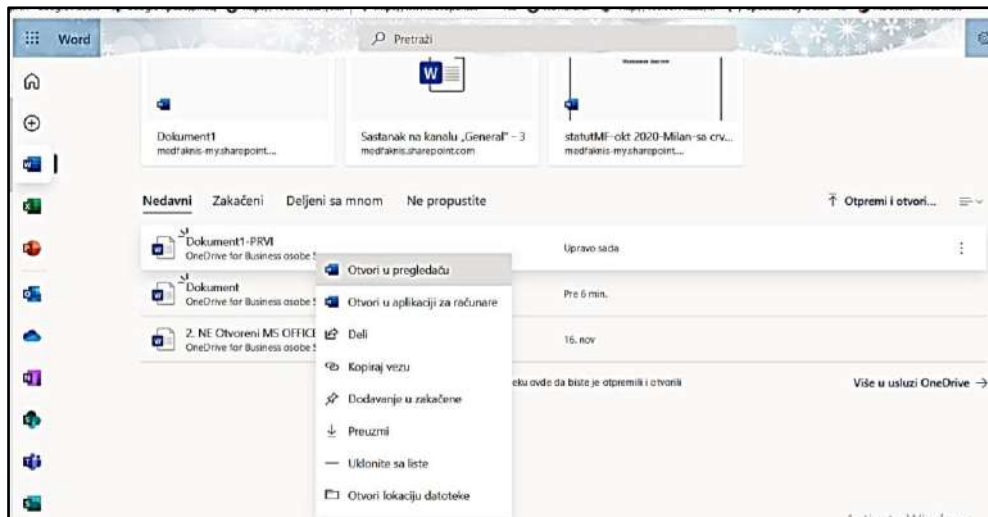 Word
Pretraži
Dokument1
medfaknis-my.sharepoint....
Sastanak na kanalu „General" - 3
medfaknis.sharepoint.com
statutMF-okt 2020-Milan-sa crv...
medfaknis-my.sharepoint....
Nedavni Zakačeni Deljeni sa mnom Ne propustite Otpremi i otvori...
Dokument1-PRVI
OneDrive for Business osobe S
Upravo sada
Otvori u pregledaču
Dokument
OneDrive for Business osobe S
Pre 6 min.
Otvori u aplikaciji za računare
2. NE Otvoreni MS OFFICE
OneDrive for Business osobe S
16. nov
Deli
Kopiraj vezu
eku ovde da biste je otpremili i otvorili
Više u usluzi OneDrive →
Dodavanje u zakačene
Preuzmi
Uklonite sa liste
Otvori lokaciju datoteke